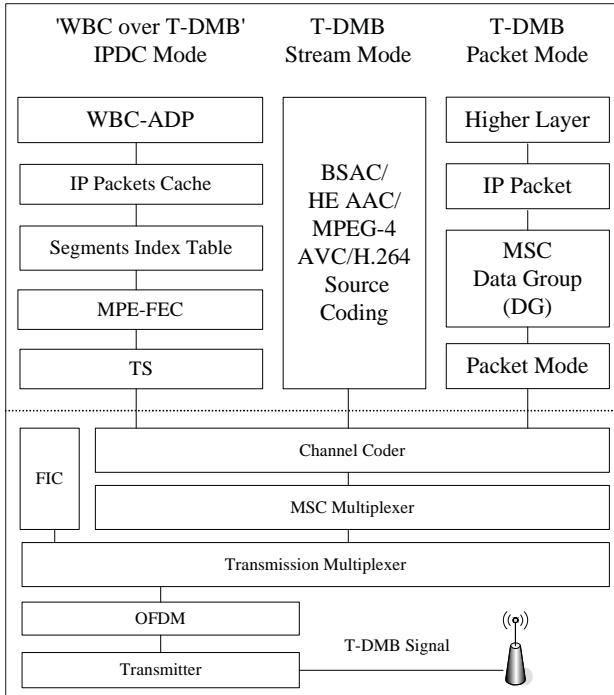 'WBC over T-DMB'
IPDC Mode
T-DMB
Stream Mode
T-DMB
Packet Mode
WBC-ADP
IP Packets Cache
Segments Index Table
MPE-FEC
TS
BSAC/
HE AAC/
MPEG-4
AVC/H.264
Source
Coding
Higher Layer
IP Packet
MSC
Data Group
(DG)
Packet Mode
FIC
Channel Coder
MSC Multiplexer
Transmission Multiplexer
OFDM
Transmitter
T-DMB Signal